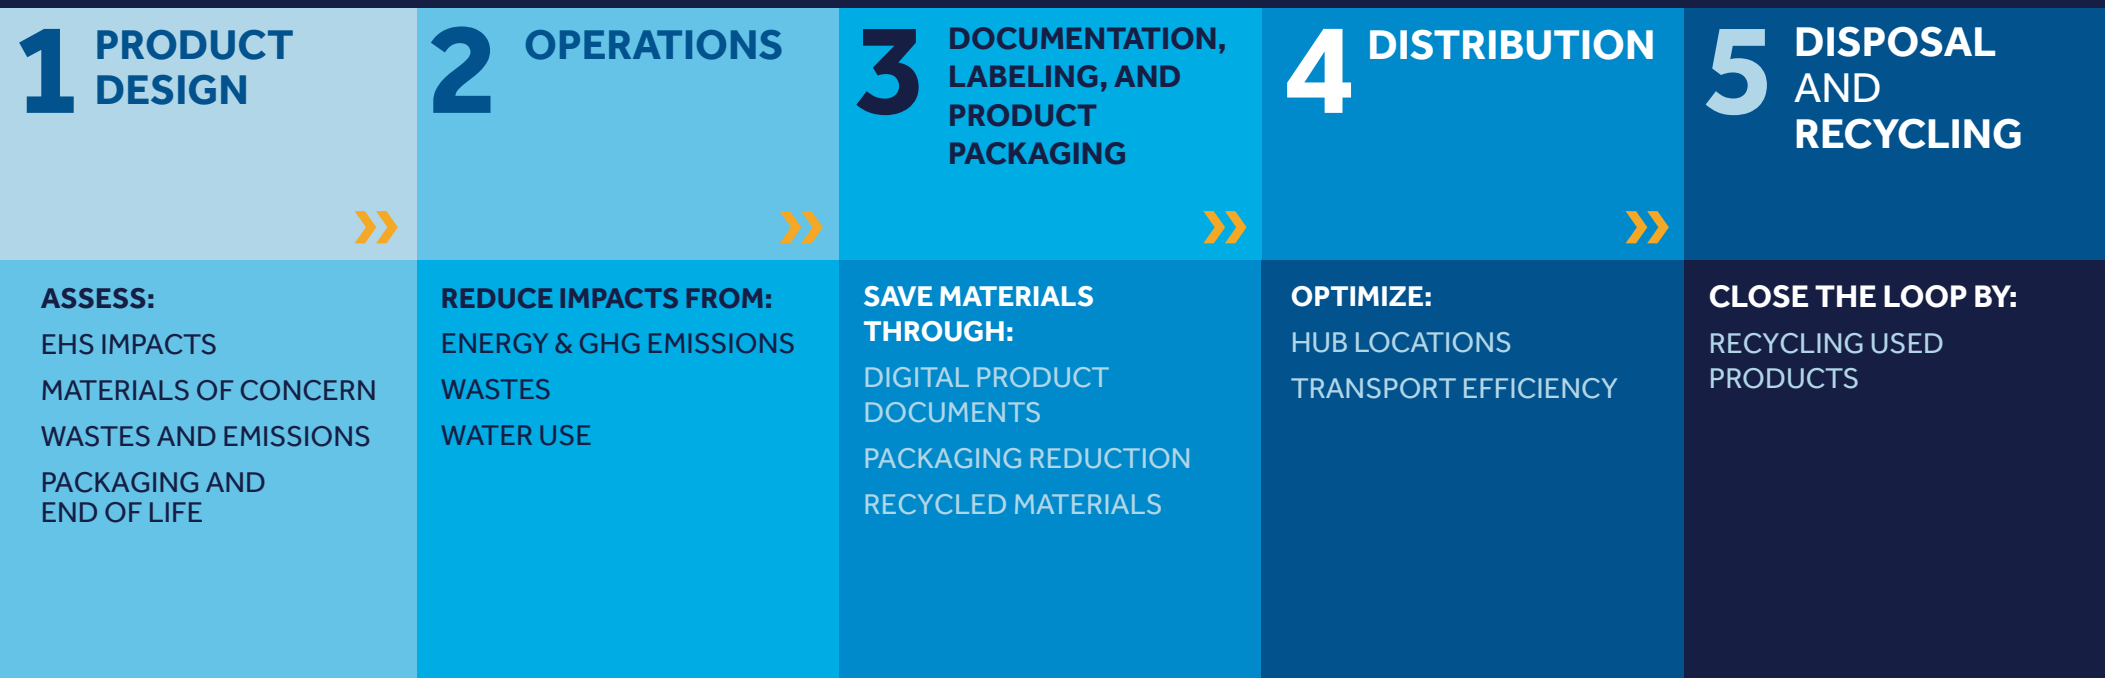 1
PRODUCT
DESIGN
2
OPERATIONS
3
DOCUMENTATION,
LABELING, AND
PRODUCT
PACKAGING
4
DISTRIBUTION
5
DISPOSAL
AND
RECYCLING
ASSESS:
EHS IMPACTS
MATERIALS OF CONCERN
WASTES AND EMISSIONS
PACKAGING AND
END OF LIFE
REDUCE IMPACTS FROM:
ENERGY & GHG EMISSIONS
WASTES
WATER USE
SAVE MATERIALS
THROUGH:
DIGITAL PRODUCT
DOCUMENTS
PACKAGING REDUCTION
RECYCLED MATERIALS
OPTIMIZE:
HUB LOCATIONS
TRANSPORT EFFICIENCY
CLOSE THE LOOP BY:
RECYCLING USED
PRODUCTS